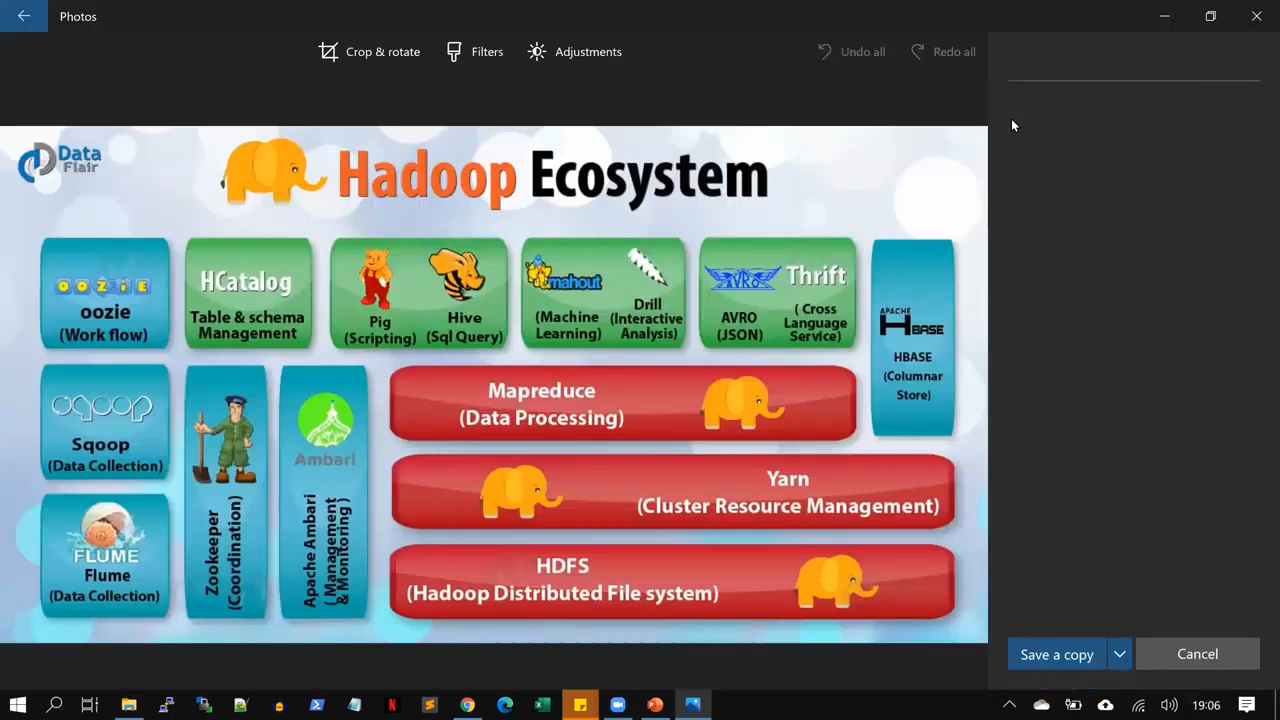 Photos
Crop & rotate
Filters
Adjustments
Undo all
Redo all
Data
Flair
Hadoop Ecosystem
OOZIE
oozie
(Work flow)
HCatalog
Table & schema
Management
Pig
(Scripting)
Hive
(Sql Query)
mahout
(Machine
Learning)
Drill
(Interactive
Analysis)
AVRO
AVRO
(JSON)
Thrift
( Cross
Language
Service)
APACHE
HBASE
HBASE
(Columnar
Store)
sqoop
Sqoop
(Data Collection)
FLUME
Flume
(Data Collection)
Zookeeper
(Coordination)
Ambari
Apache Ambari
( Management
& Monitoring )
Mapreduce
(Data Processing)
Yarn
(Cluster Resource Management)
HDFS
(Hadoop Distributed File system)
Save a copy
Cancel
19:06